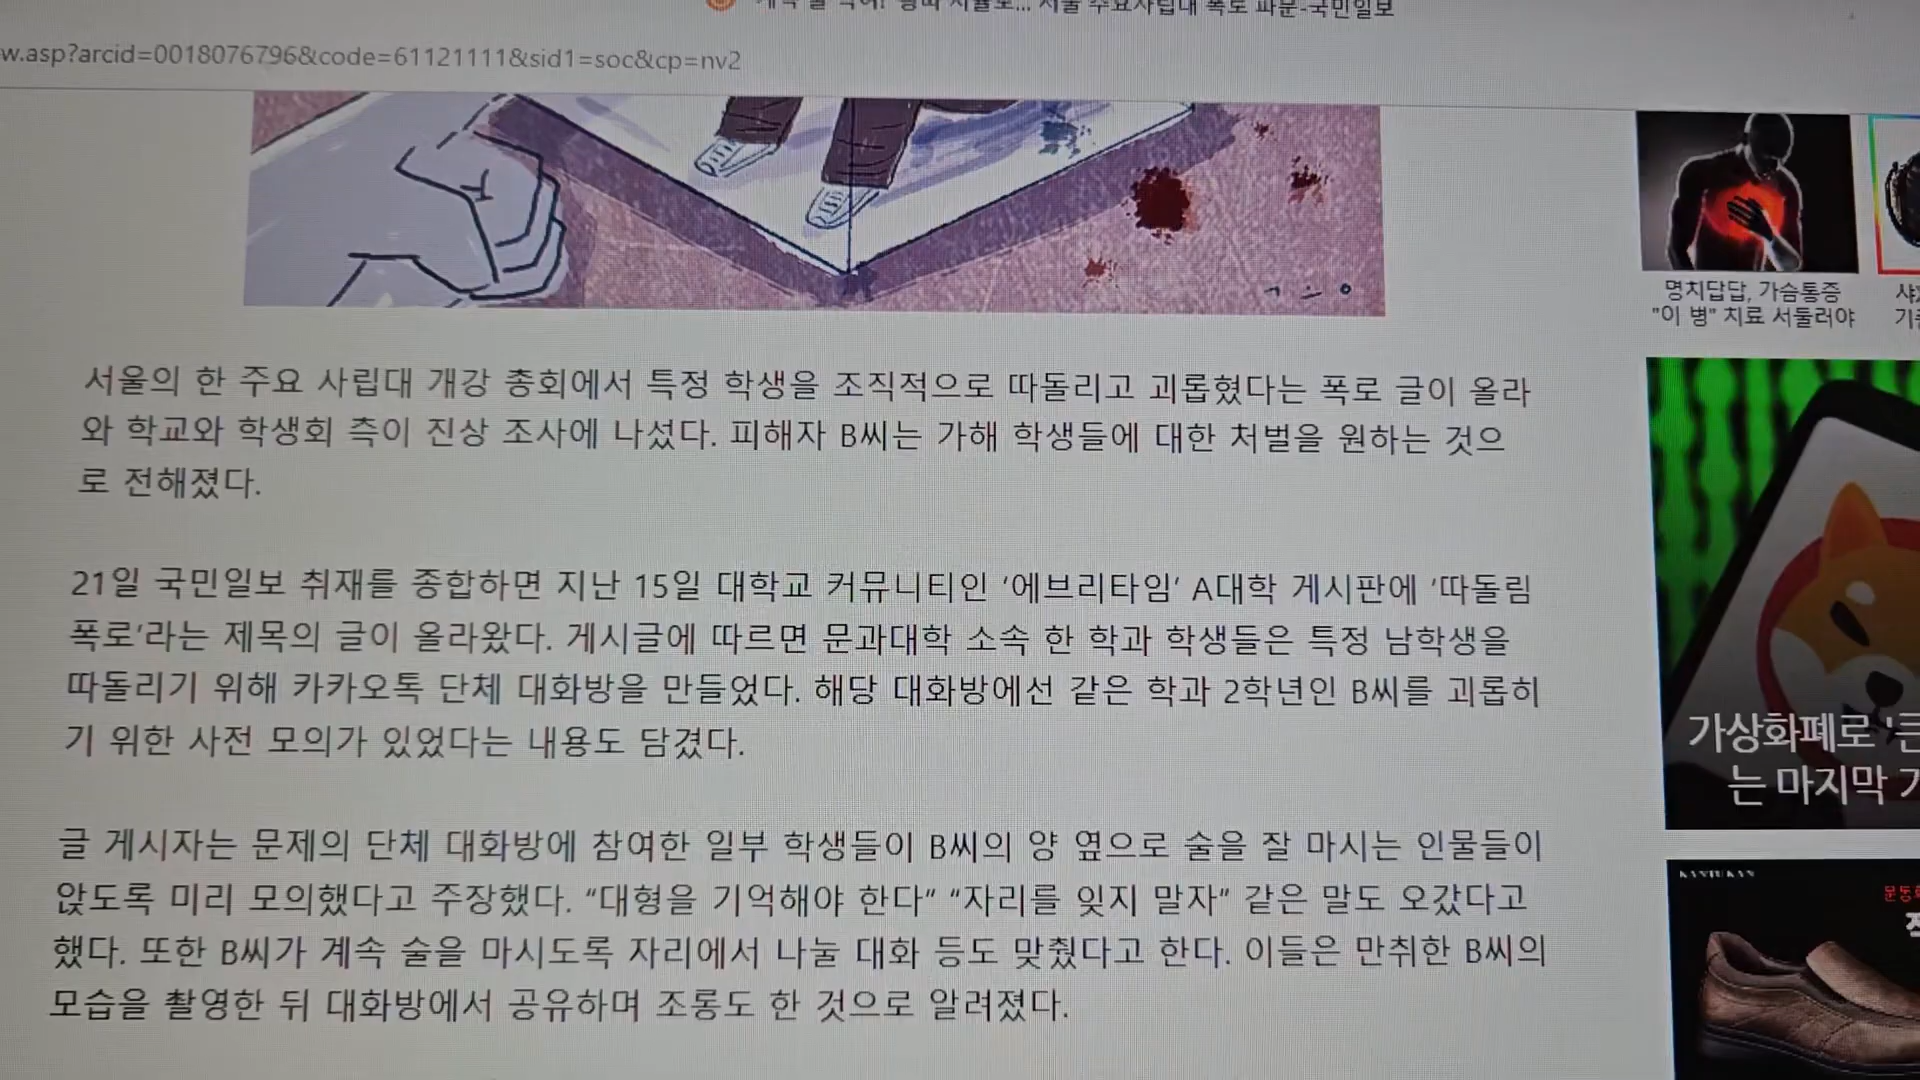 서울 주요사립대 폭로 파문-국민일보
w.asp?arcid=0018076796&code=61121111&sid1=soc&cp=nv2
ㄱ ㅡ ㅇ
명치답답, 가슴통증
"이 병" 치료 서둘러야
서울의 한 주요 사립대 개강 총회에서 특정 학생을 조직적으로 따돌리고 괴롭혔다는 폭로 글이 올라
와 학교와 학생회 측이 진상 조사에 나섰다. 피해자 B씨는 가해 학생들에 대한 처벌을 원하는 것으
로 전해졌다.
21일 국민일보 취재를 종합하면 지난 15일 대학교 커뮤니티인 ‘에브리타임’ A대학 게시판에 ‘따돌림
폭로’라는 제목의 글이 올라왔다. 게시글에 따르면 문과대학 소속 한 학과 학생들은 특정 남학생을
따돌리기 위해 카카오톡 단체 대화방을 만들었다. 해당 대화방에선 같은 학과 2학년인 B씨를 괴롭히
기 위한 사전 모의가 있었다는 내용도 담겼다.
글 게시자는 문제의 단체 대화방에 참여한 일부 학생들이 B씨의 양 옆으로 술을 잘 마시는 인물들이
앉도록 미리 모의했다고 주장했다. “대형을 기억해야 한다” “자리를 잊지 말자” 같은 말도 오갔다고
했다. 또한 B씨가 계속 술을 마시도록 자리에서 나눌 대화 등도 맞췄다고 한다. 이들은 만취한 B씨의
모습을 촬영한 뒤 대화방에서 공유하며 조롱도 한 것으로 알려졌다.
가상화폐로 '큰
는 마지막 기
KANTUKAN